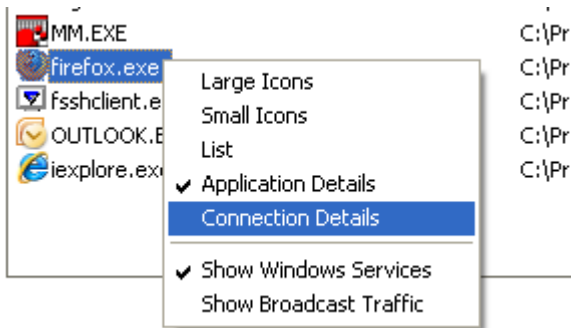 MM.EXE C:\Pr
firefox.exe C:\Pr
fsshclient.e C:\Pr
OUTLOOK.E C:\Pr
iexplore.ex C:\Pr
Large Icons
Small Icons
List
Application Details
Connection Details
Show Windows Services
Show Broadcast Traffic